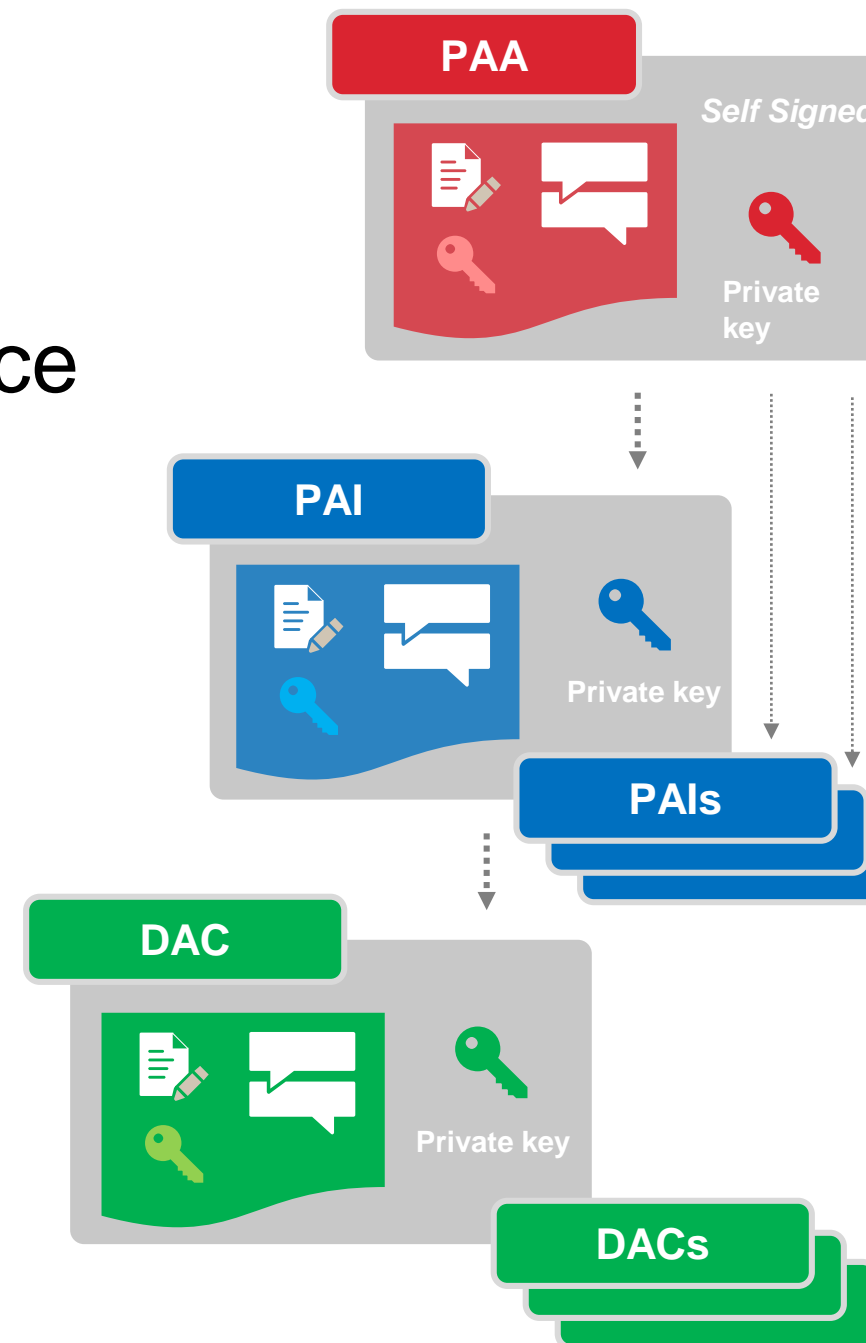 PAA
Self Signed
Private
key
ce
PAI
Private key
PAIs
DAC
Private key
DACs